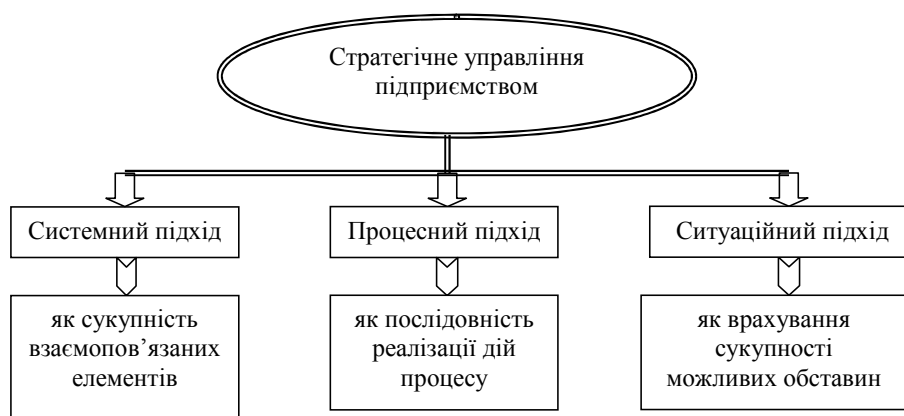 Стратегічне управління
підприємством
Системний підхід
Процесний підхід
Ситуаційний підхід
як сукупність
взаємопов’язаних
елементів
як послідовність
реалізації дій
процесу
як врахування
сукупності
можливих обставин